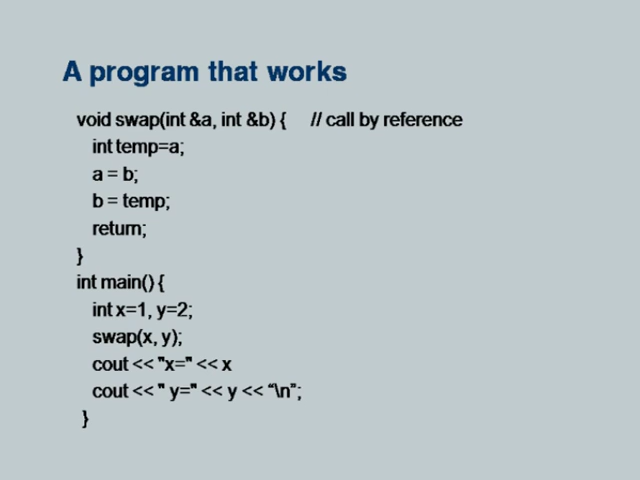 A program that works
void swap(int &a, int &b) { // call by reference
int temp=a;
a = b;
b = temp;
return;
}
int main() {
int x=1, y=2;
swap(x, y);
cout << "x=" << x
cout << " y=" << y << “\n”;
}